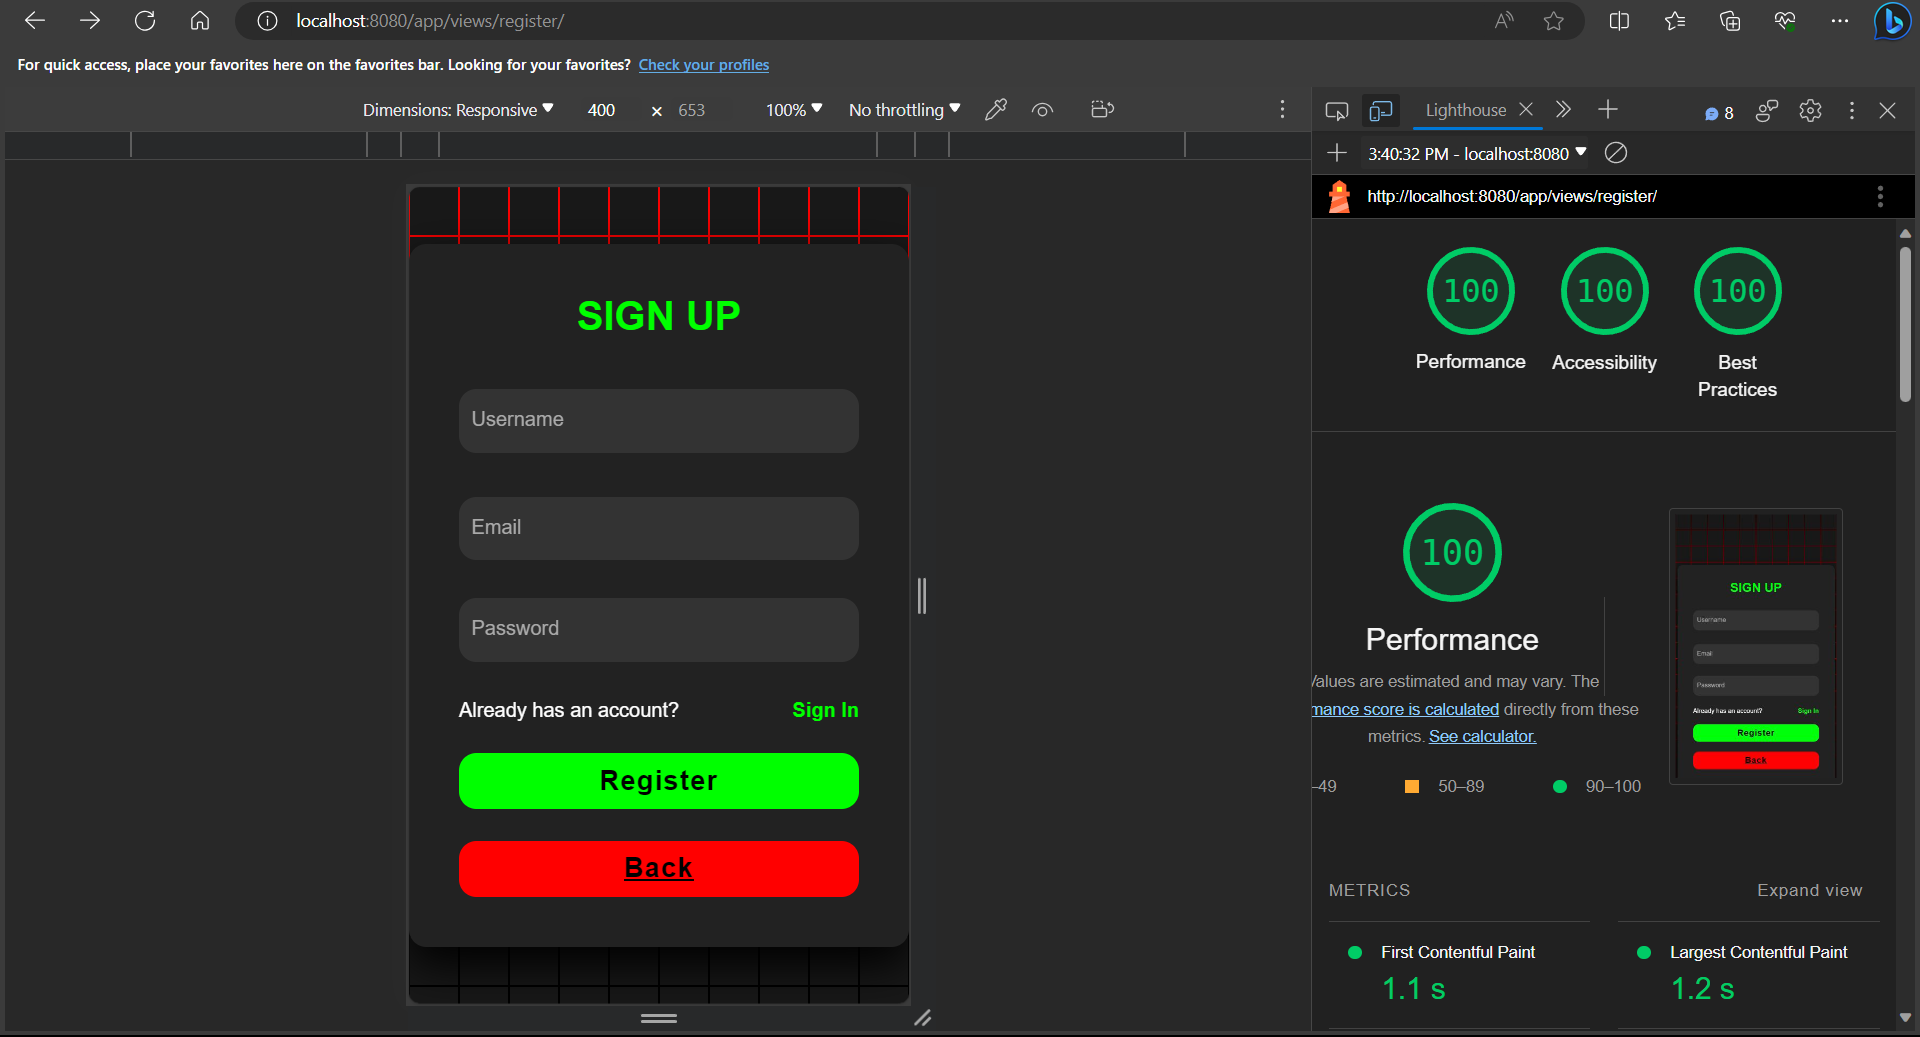 localhost:8080/app/views/register/
For quick access, place your favorites here on the favorites bar. Looking for your favorites? Check your profiles
Dimensions: Responsive 400 × 653 100% No throttling
Lighthouse 8
3:40:32 PM - localhost:8080
http://localhost:8080/app/views/register/
100 100 100
Performance Accessibility Best Practices
SIGN UP
Username
Email
Password
Already has an account? Sign In
Register
Back
100
Performance
Values are estimated and may vary. The
mance score is calculated directly from these
metrics. See calculator.
–49 50–89 90–100
SIGN UP
Username
Email
Password
Already has an account? Sign In
Register
Back
METRICS Expand view
First Contentful Paint
1.1 s
Largest Contentful Paint
1.2 s